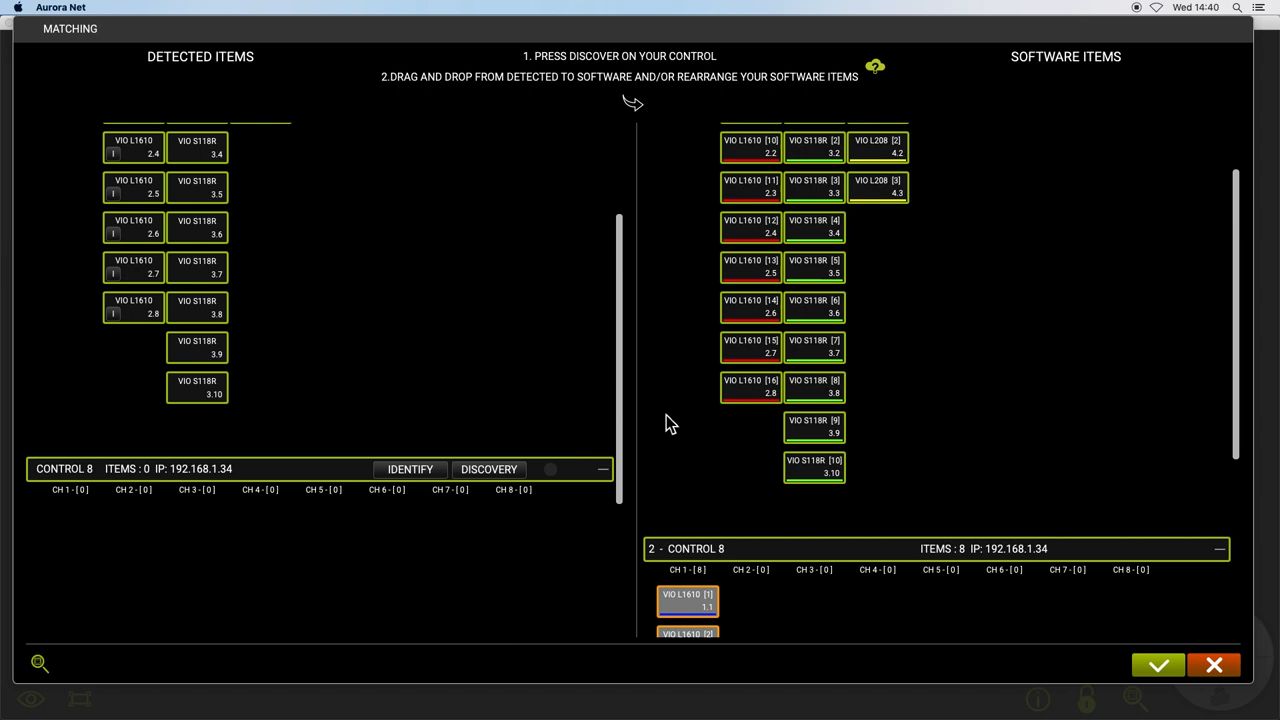 Aurora Net
Wed 14:40
MATCHING
DETECTED ITEMS
1. PRESS DISCOVER ON YOUR CONTROL
2.DRAG AND DROP FROM DETECTED TO SOFTWARE AND/OR REARRANGE YOUR SOFTWARE ITEMS
?
SOFTWARE ITEMS
VIO L1610
I 2.4
VIO S118R
3.4
VIO L1610
I 2.5
VIO S118R
3.5
VIO L1610
I 2.6
VIO S118R
3.6
VIO L1610
I 2.7
VIO S118R
3.7
VIO L1610
I 2.8
VIO S118R
3.8
VIO S118R
3.9
VIO S118R
3.10
CONTROL 8 ITEMS : 0 IP: 192.168.1.34 IDENTIFY DISCOVERY
CH 1 - [ 0] CH 2 - [ 0] CH 3 - [ 0] CH 4 - [ 0] CH 5 - [ 0] CH 6 - [ 0] CH 7 - [ 0] CH 8 - [ 0]
VIO L1610 [10]
2.2
VIO S118R [2]
3.2
VIO L208 [2]
4.2
VIO L1610 [11]
2.3
VIO S118R [3]
3.3
VIO L208 [3]
4.3
VIO L1610 [12]
2.4
VIO S118R [4]
3.4
VIO L1610 [13]
2.5
VIO S118R [5]
3.5
VIO L1610 [14]
2.6
VIO S118R [6]
3.6
VIO L1610 [15]
2.7
VIO S118R [7]
3.7
VIO L1610 [16]
2.8
VIO S118R [8]
3.8
VIO S118R [9]
3.9
VIO S118R [10]
3.10
2 - CONTROL 8 ITEMS : 8 IP: 192.168.1.34
CH 1 - [ 8] CH 2 - [ 0] CH 3 - [ 0] CH 4 - [ 0] CH 5 - [ 0] CH 6 - [ 0] CH 7 - [ 0] CH 8 - [ 0]
VIO L1610 [1]
1.1
VIO L1610 [2]